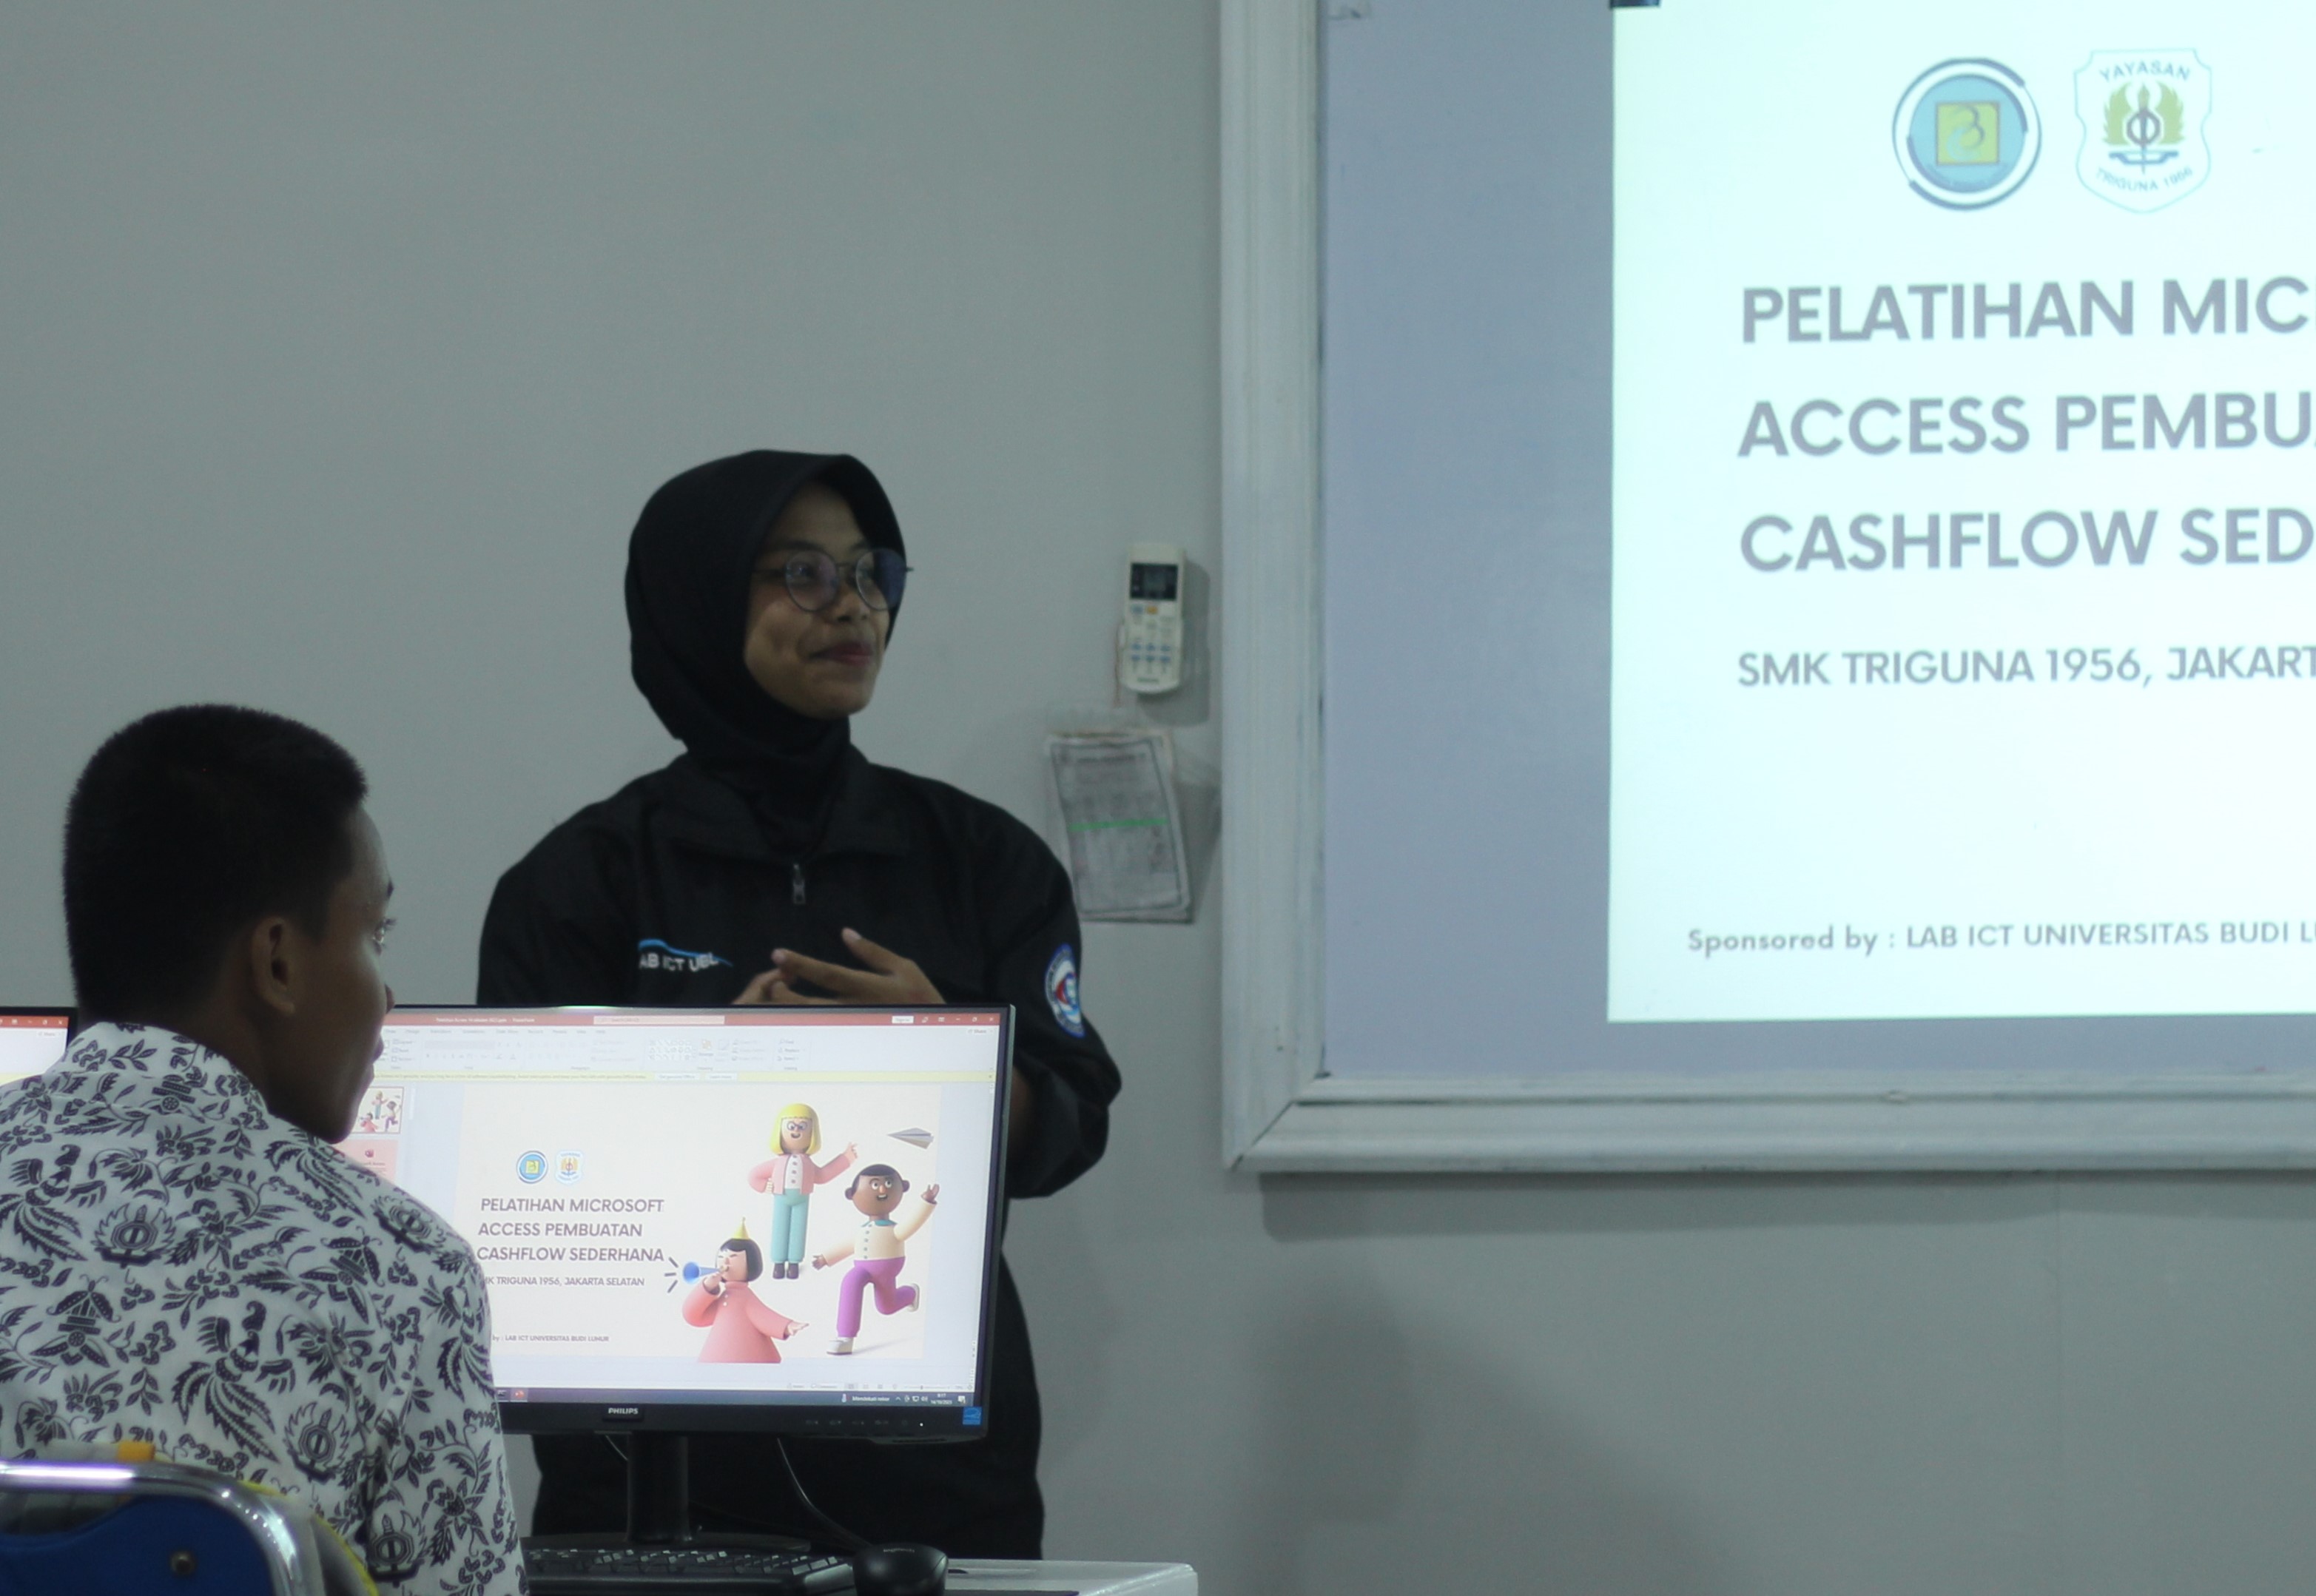 YAYASAN
TRIGUNA 1956
PELATIHAN MIC
ACCESS PEMBU
CASHFLOW SED
SMK TRIGUNA 1956, JAKART
Sponsored by : LAB ICT UNIVERSITAS BUDI L
AB ICT UBL
PELATIHAN MICROSOFT
ACCESS PEMBUATAN
CASHFLOW SEDERHANA
K TRIGUNA 1956, JAKARTA SELATAN
by : LAB ICT UNIVERSITAS BUDI LUHUR
PHILIPS